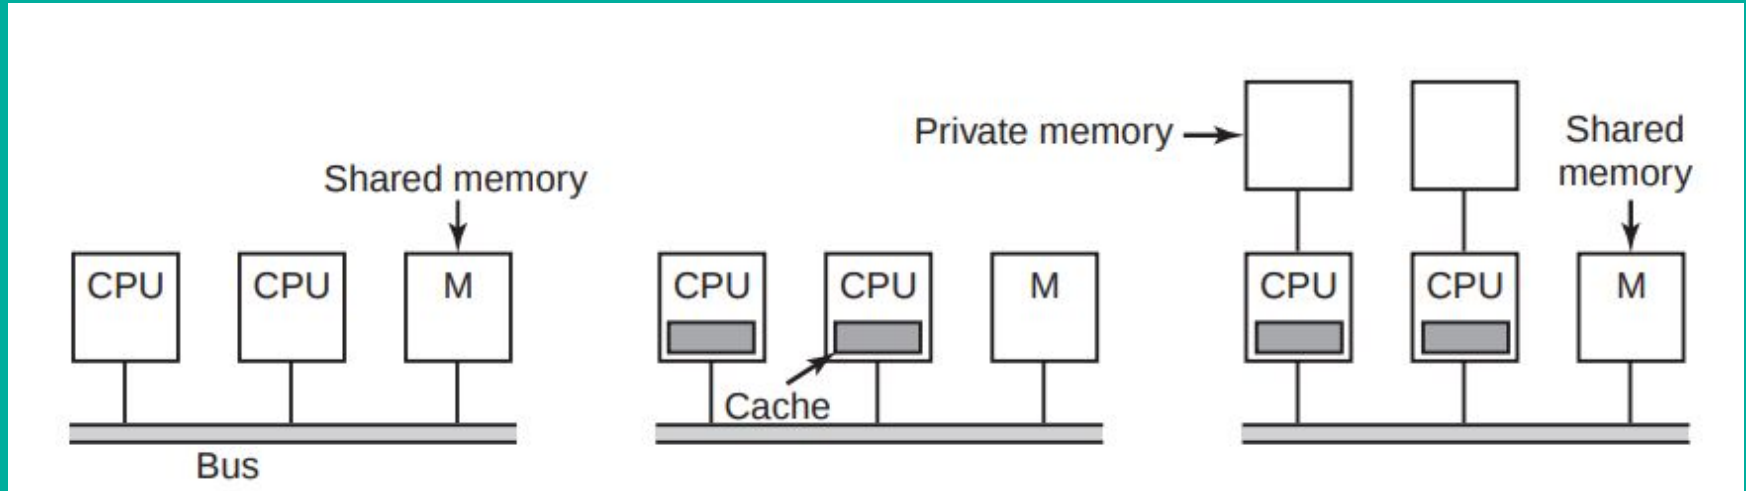 Shared memory
CPU
CPU
M
Bus
CPU
CPU
M
Cache
Private memory
Shared
memory
CPU
CPU
M